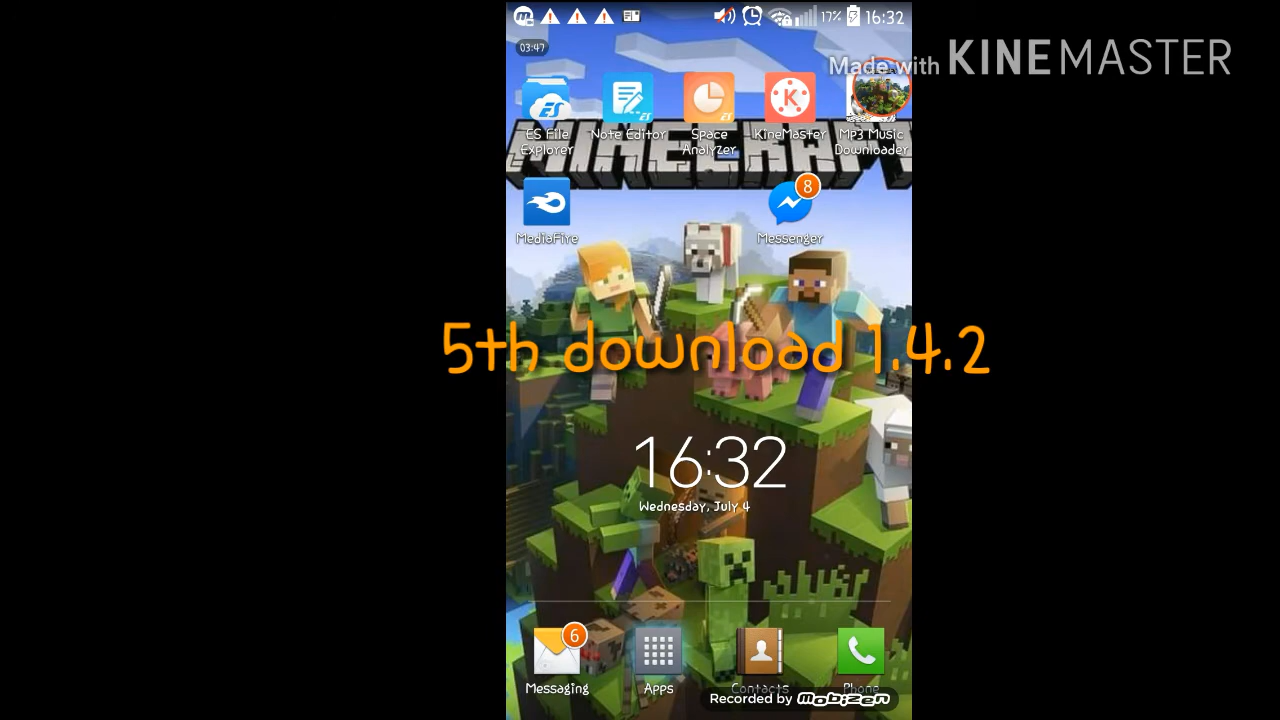 17% 16:32
03:47
Made with KINEMASTER
ES File Explorer
Note Editor
Space Analyzer
KineMaster
Mp3 Music Downloader
MINECRAF
MediaFire
8
Messenger
5th download 1.4.2
16:32
Wednesday, July 4
6
Messaging
Apps
Contacts
Phone
Recorded by Mobizen